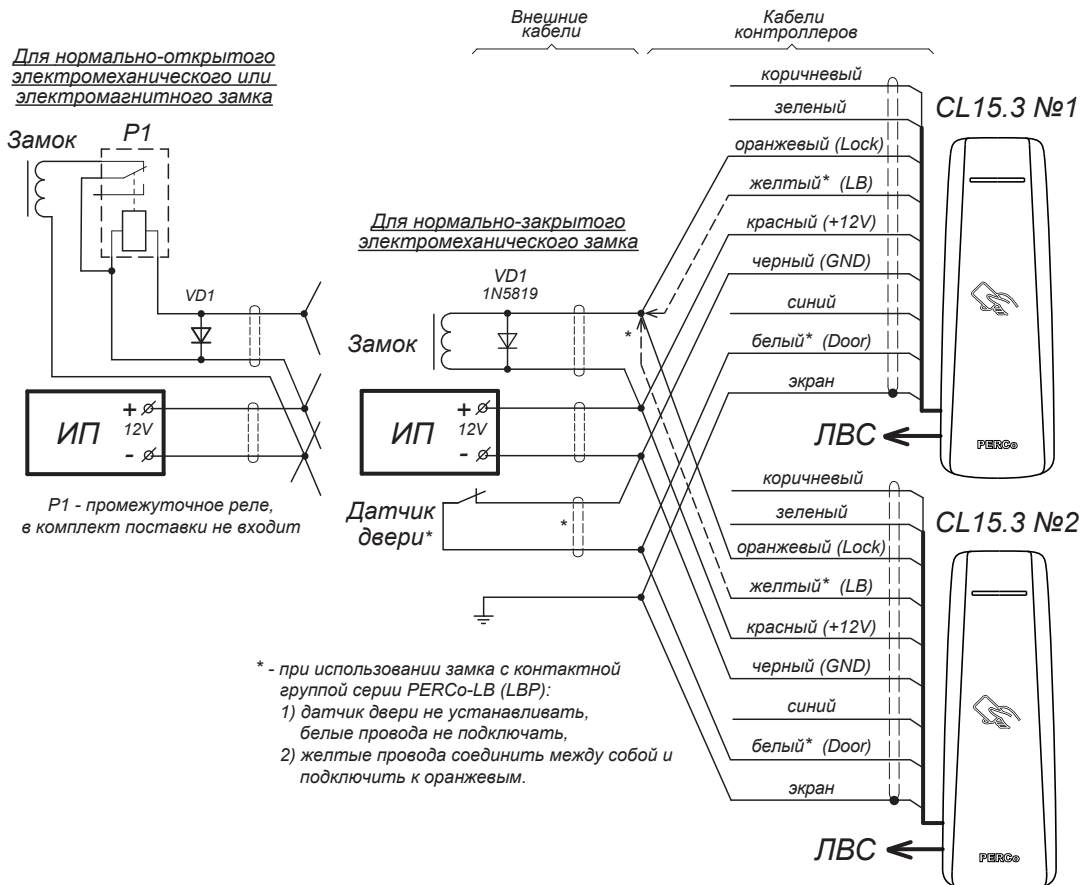 Внешние
кабели
Кабели
контроллеров
Для нормально-открытого
электромеханического или
электромагнитного замка
Замок
P1
VD1
ИП
+
12V
-
P1 - промежуточное реле,
в комплект поставки не входит
Для нормально-закрытого
электромеханического замка
VD1
1N5819
Замок
*
ИП
+
12V
-
Датчик
двери*
*
* - при использовании замка с контактной
группой серии PERCo-LB (LBP):
1) датчик двери не устанавливать,
белые провода не подключать,
2) желтые провода соединить между собой и
подключить к оранжевым.
коричневый
зеленый
оранжевый (Lock)
желтый* (LB)
красный (+12V)
черный (GND)
синий
белый* (Door)
экран
CL15.3 №1
ЛВС
PERCo
коричневый
зеленый
оранжевый (Lock)
желтый* (LB)
красный (+12V)
черный (GND)
синий
белый* (Door)
экран
CL15.3 №2
ЛВС
PERCo